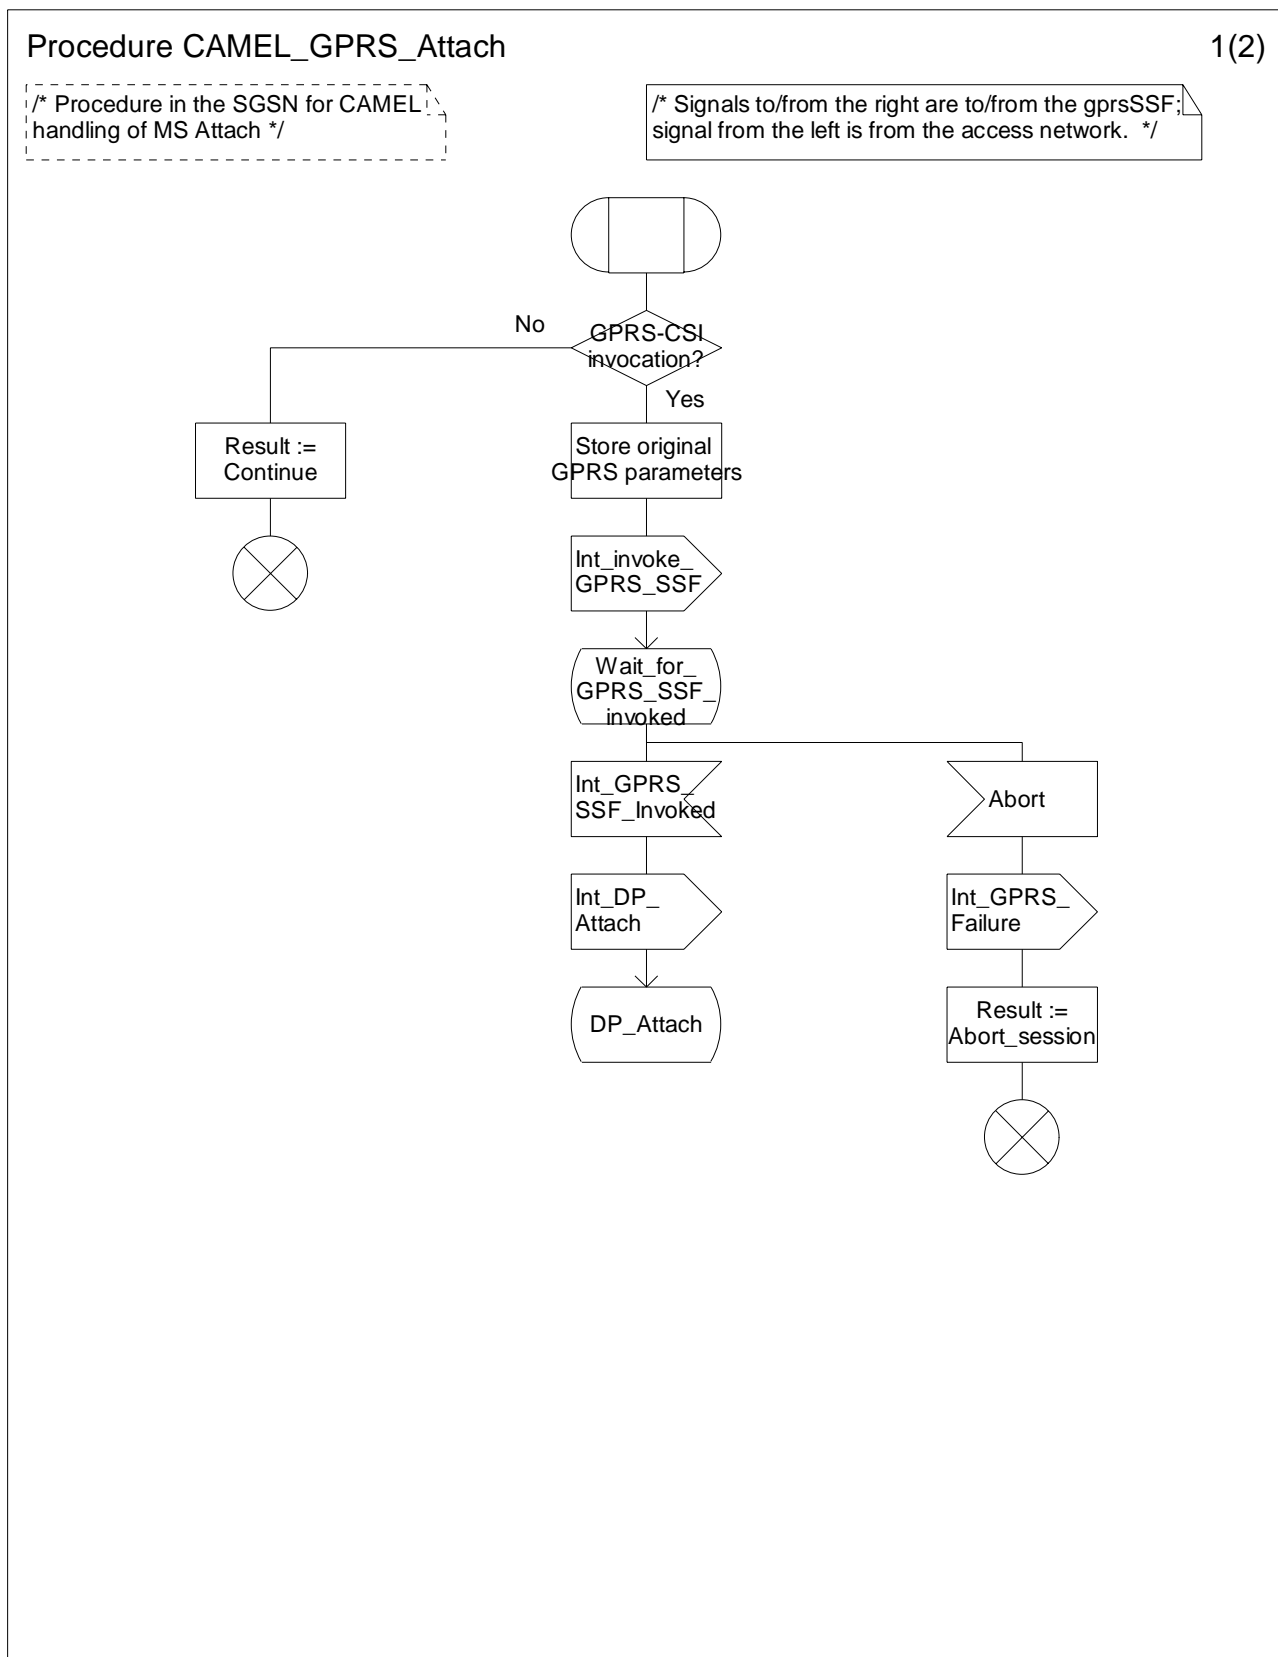 Procedure CAMEL_GPRS_Attach
1(2)
/* Procedure in the SGSN for CAMEL
handling of MS Attach */
/* Signals to/from the right are to/from the gprsSSF;
signal from the left is from the access network.  */
GPRS-CSI
invocation?
No
Yes
Result :=
Continue
Store original
GPRS parameters
Int_invoke_
GPRS_SSF
Wait_for_
GPRS_SSF_
invoked
Int_GPRS_
SSF_Invoked
Abort
Int_DP_
Attach
Int_GPRS_
Failure
DP_Attach
Result :=
Abort_session